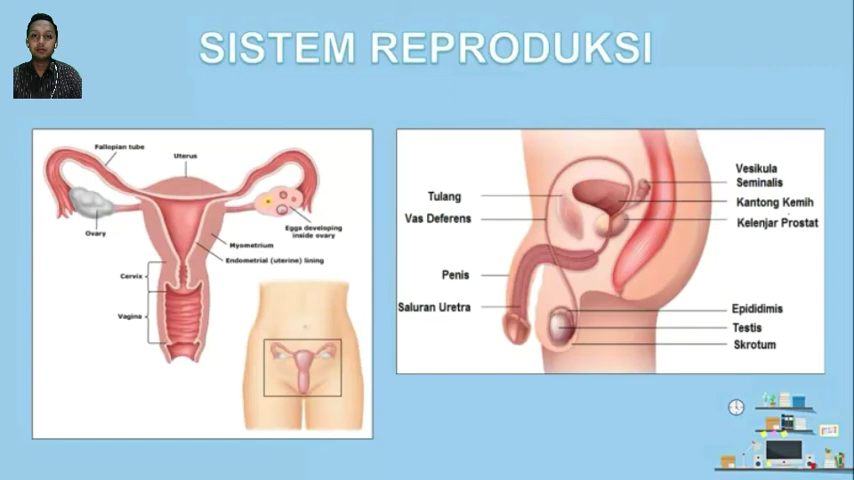 SISTEM REPRODUKSI
Fallopian tube
Uterus
Ovary
Eggs developing
inside ovary
Myometrium
Endometrial (uterine) lining
Cervix
Vagina
Tulang
Vas Deferens
Penis
Saluran Uretra
Vesikula
Seminalis
Kantong Kemih
Kelenjar Prostat
Epididimis
Testis
Skrotum